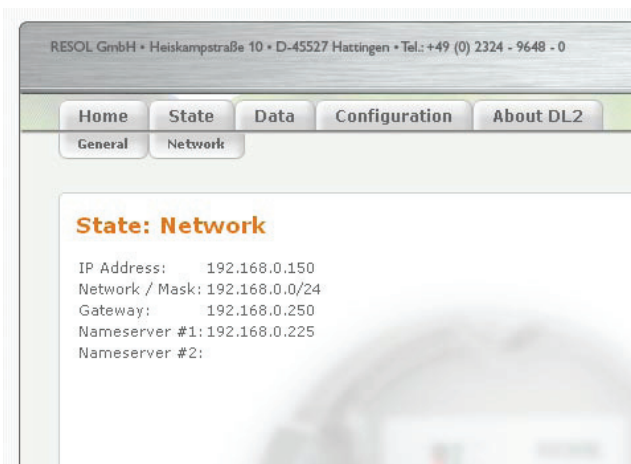 RESOL GmbH • Heiskampstraße 10 • D-45527 Hattingen • Tel.: +49 (0) 2324 - 9648 - 0
Home State Data Configuration About DL2
General Network
State: Network
IP Address: 192.168.0.150
Network / Mask: 192.168.0.0/24
Gateway: 192.168.0.250
Nameserver #1: 192.168.0.225
Nameserver #2: